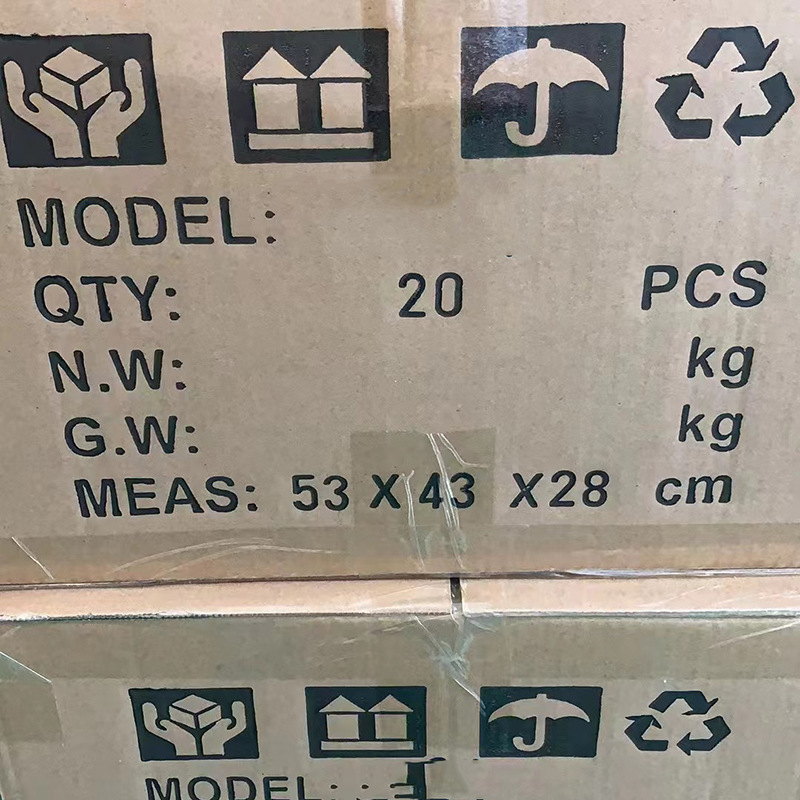 MODEL:
QTY: 20 PCS
N.W: kg
G.W: kg
MEAS: 53 X 43 X28 cm
MODEL: